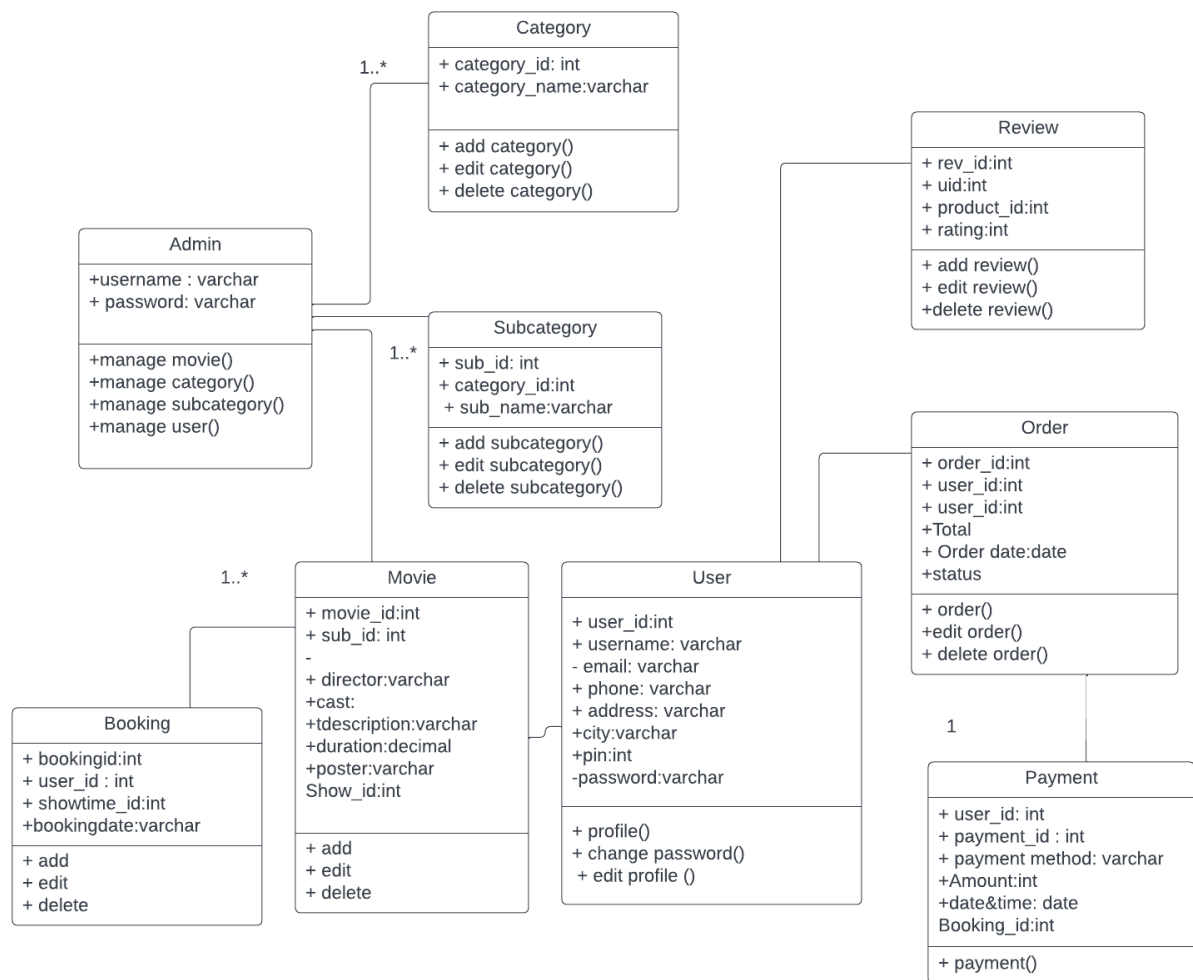 Category
+ category_id: int
+ category_name:varchar
+ add category()
+ edit category()
+ delete category()
1..*
Review
+ rev_id:int
+ uid:int
+ product_id:int
+ rating:int
+ add review()
+ edit review()
+delete review()
Admin
+username : varchar
+ password: varchar
+manage movie()
+manage category()
+manage subcategory()
+manage user()
Subcategory
+ sub_id: int
+ category_id:int
+ sub_name:varchar
+ add subcategory()
+ edit subcategory()
+ delete subcategory()
1..*
Order
+ order_id:int
+ user_id:int
+ user_id:int
+Total
+ Order date:date
+status
+ order()
+edit order()
+ delete order()
1..*
Movie
+ movie_id:int
+ sub_id: int
-
+ director:varchar
+cast:
+tdescription:varchar
+duration:decimal
+poster:varchar
Show_id:int
+ add
+ edit
+ delete
User
+ user_id:int
+ username: varchar
- email: varchar
+ phone: varchar
+ address: varchar
+city:varchar
+pin:int
-password:varchar
+ profile()
+ change password()
+ edit profile ()
Booking
+ bookingid:int
+ user_id : int
+ showtime_id:int
+bookingdate:varchar
+ add
+ edit
+ delete
1
Payment
+ user_id: int
+ payment_id : int
+ payment method: varchar
+Amount:int
+date&time: date
Booking_id:int
+ payment()